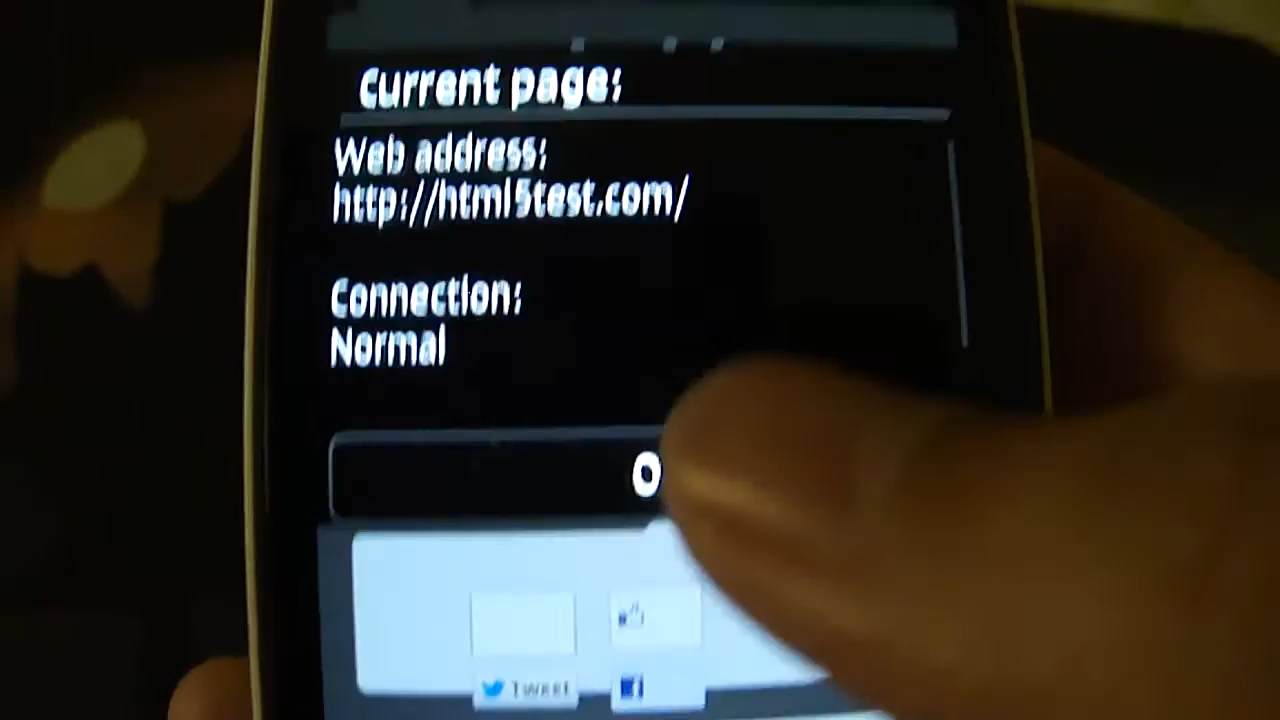 Current page:
Web address:
http://html5test.com/
Connection:
Normal
O
Tweet